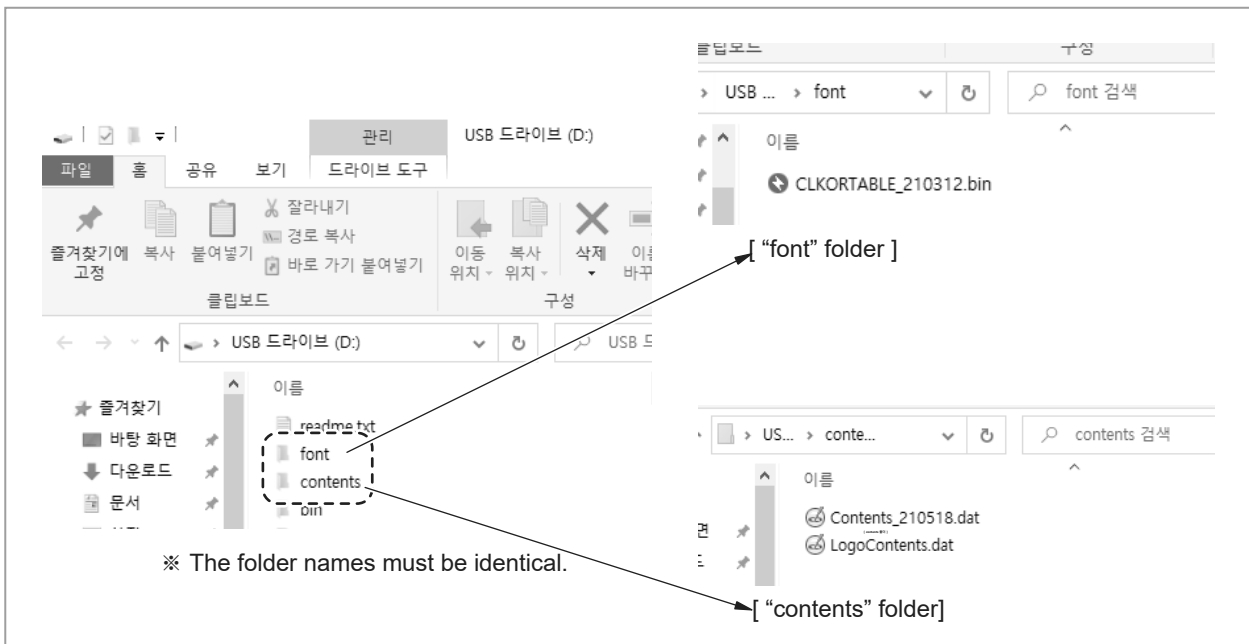 관리
USB 드라이브 (D:)
파일
홈
공유
보기
드라이브 도구
즐겨찾기에
고정
복사
붙여넣기
잘라내기
경로 복사
바로 가기 붙여넣기
이동
위치
복사
위치
삭제
클립보드
구성
USB 드라이브 (D:)
USB
이름
즐겨찾기
바탕 화면
다운로드
문서
readme.txt
font
contents
bin
※ The folder names must be identical.
클립보드
구성
USB ... › font
font 검색
이름
CLKORTABLE_210312.bin
[ “font” folder ]
US... › conte...
contents 검색
이름
Contents_210518.dat
LogoContents.dat
[ “contents” folder]